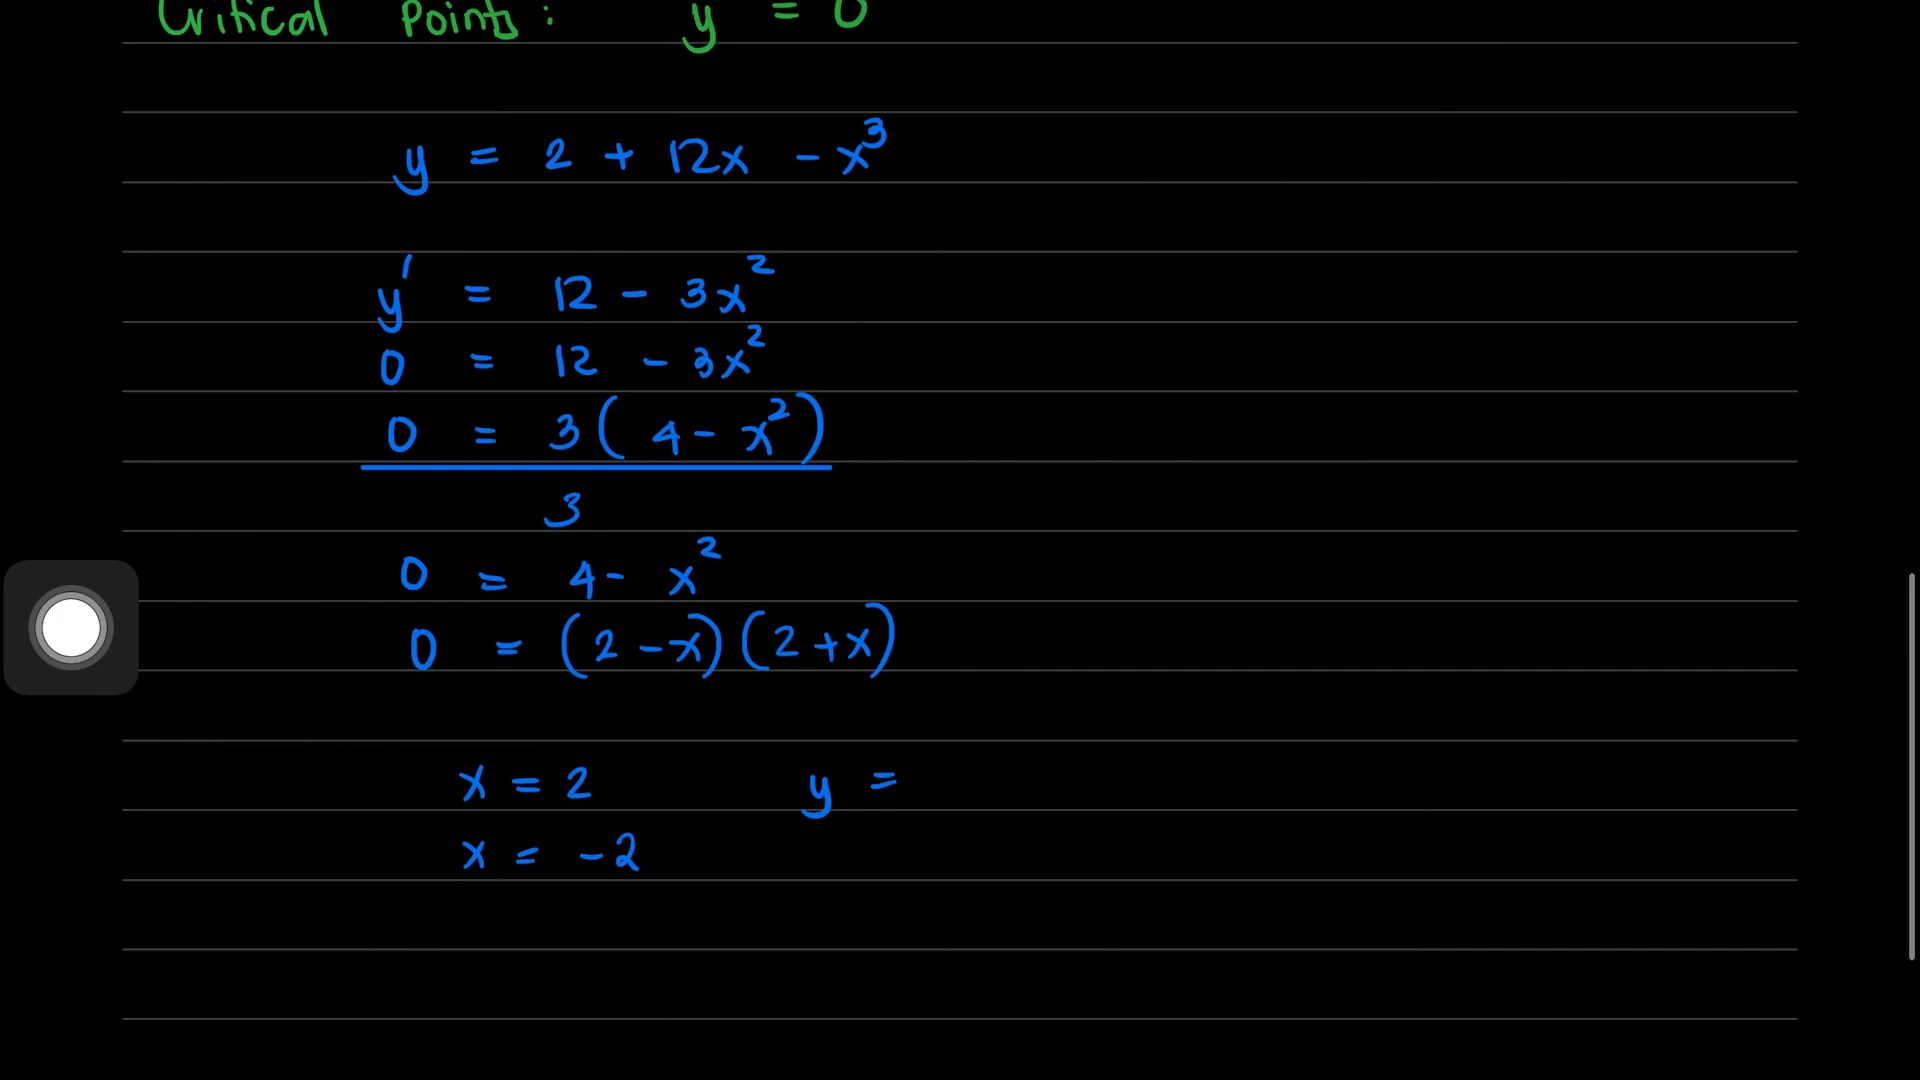 Critical Points: y = 0
y = 2 + 12x - x³
y' = 12 - 3x²
0 = 12 - 3x²
0 = 3(4 - x²)
3
0 = 4 - x²
0 = (2 - x)(2 + x)
x = 2 y =
x = -2